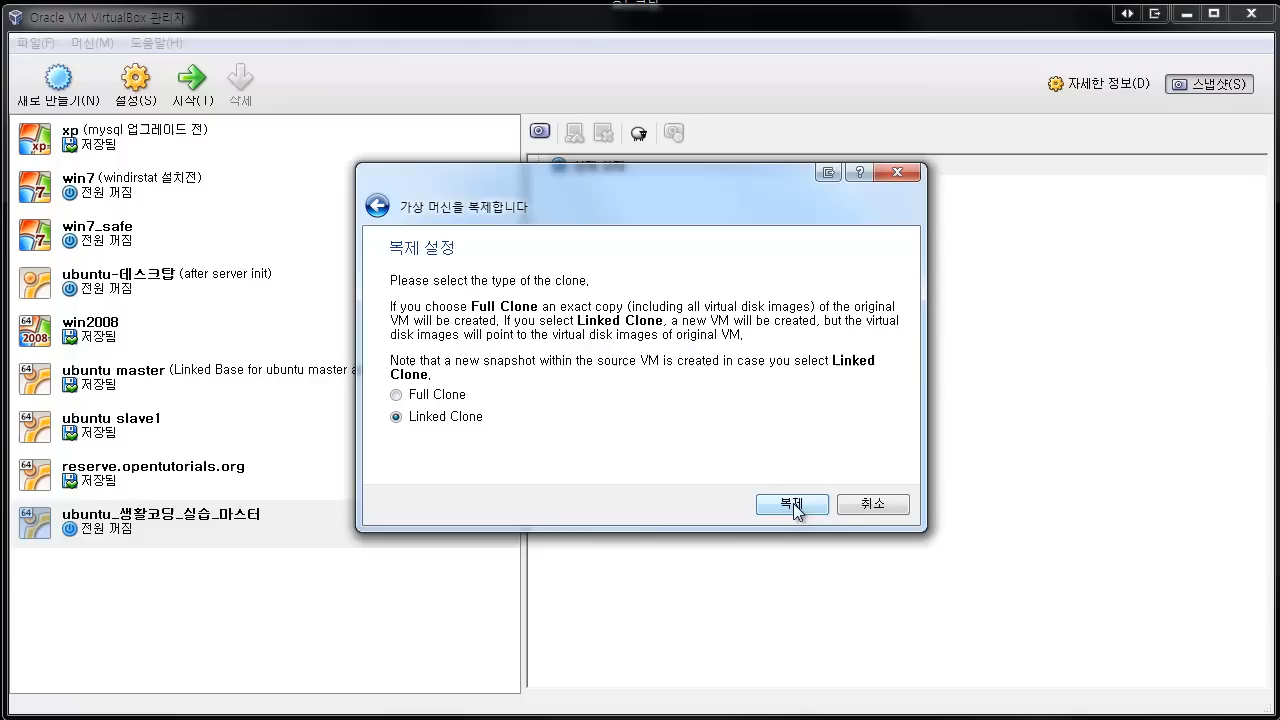 Oracle VM VirtualBox 관리자
파일(F) 머신(M) 도움말(H)
새로 만들기(N) 설정(S) 시작(T) 삭제
자세한 정보(D) 스냅샷(S)
xp (mysql 업그레이드 전)
저장됨
win7 (windirstat 설치전)
전원 꺼짐
win7_safe
전원 꺼짐
ubuntu-데스크탑 (after server init)
전원 꺼짐
win2008
저장됨
ubuntu master (Linked Base for ubuntu master a
저장됨
ubuntu slave1
저장됨
reserve.opentutorials.org
저장됨
ubuntu_생활코딩_실습_마스터
전원 꺼짐
가상 머신을 복제합니다
복제 설정
Please select the type of the clone.
If you choose Full Clone an exact copy (including all virtual disk images) of the original
VM will be created. If you select Linked Clone, a new VM will be created, but the virtual
disk images will point to the virtual disk images of original VM.
Note that a new snapshot within the source VM is created in case you select Linked
Clone.
Full Clone
Linked Clone
복제 취소